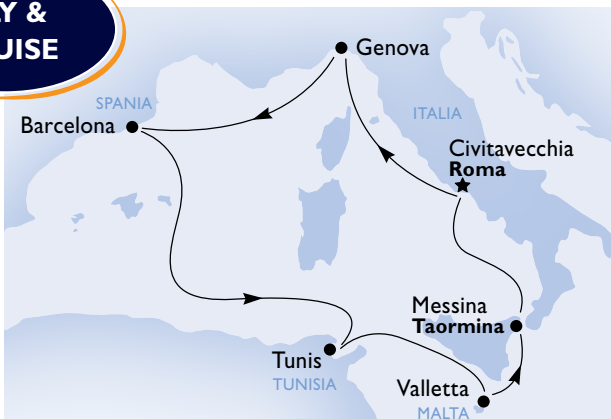 Y &
UISE
Genova
SPANIA
Barcelona
ITALIA
Civitavecchia
Roma
Messina
Taormina
Tunis
TUNISIA
Valletta
MALTA